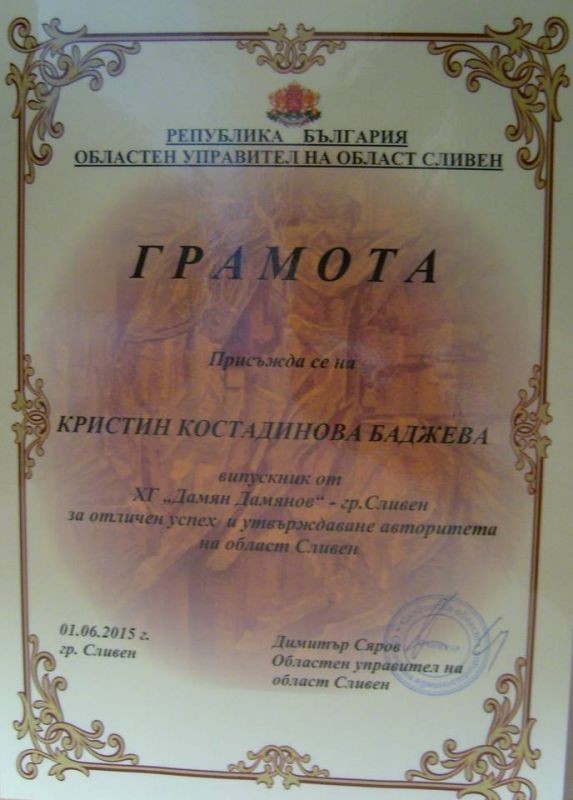 РЕПУБЛИКА БЪЛГАРИЯ
ОБЛАСТЕН УПРАВИТЕЛ НА ОБЛАСТ СЛИВЕН
ГРАМОТА
Присъжда се на
КРИСТИН КОСТАДИНОВА БАДЖЕВА
випускник от
ХГ „Дамян Дамянов“ - гр.Сливен
за отличен успех и утвърждаване авторитета
на област Сливен
01.06.2015 г.
гр. Сливен
Димитър Сяров
Областен управител на
област Сливен